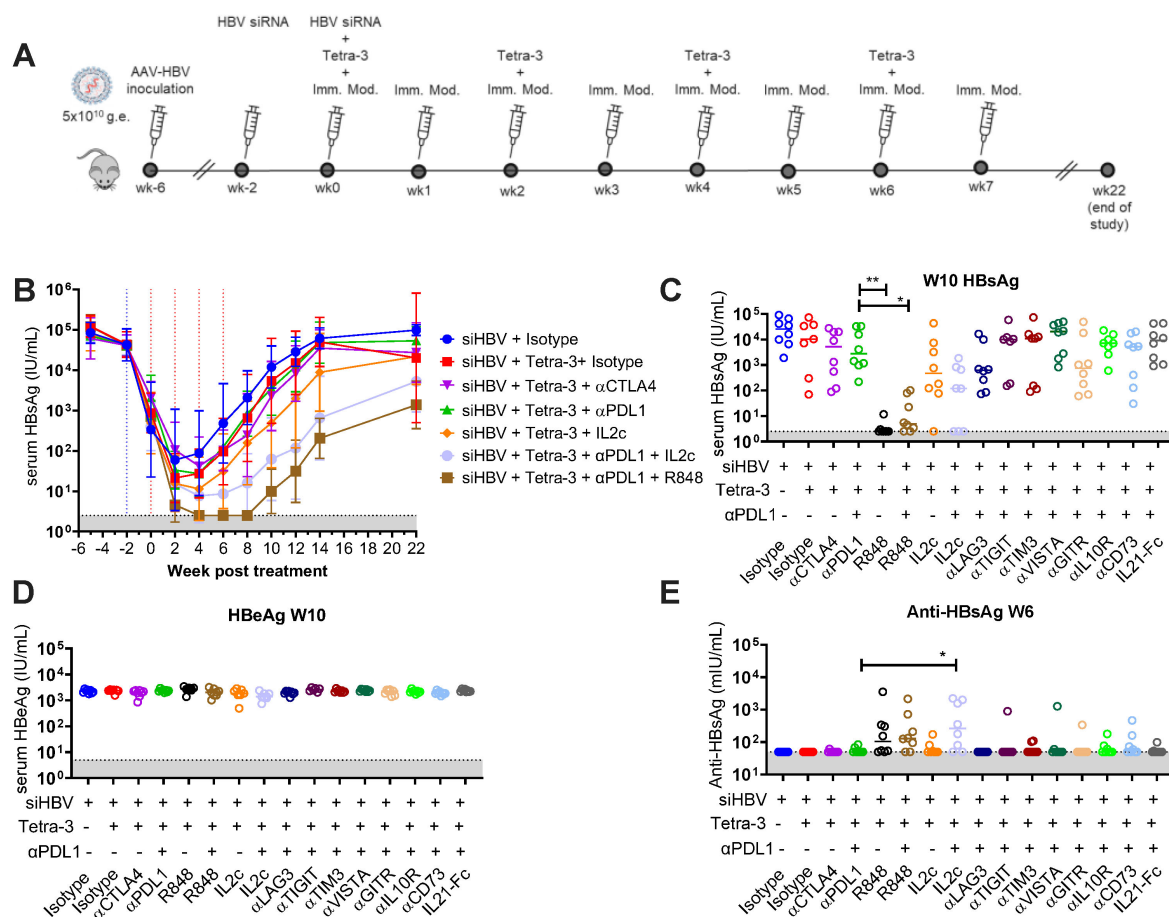 A
AAV-HBV
inoculation
5x10¹⁰ g.e.
HBV siRNA
HBV siRNA
+
Tetra-3
+
Imm. Mod.
Imm. Mod.
Tetra-3
+
Imm. Mod.
Imm. Mod.
Tetra-3
+
Imm. Mod.
Imm. Mod.
Tetra-3
+
Imm. Mod.
Imm. Mod.
wk-6 wk-2 wk0 wk1 wk2 wk3 wk4 wk5 wk6 wk7 wk22
(end of
study)
B
serum HBsAg (IU/mL)
10⁶
10⁵
10⁴
10³
10²
10¹
10⁰
-6 -4 -2 0 2 4 6 8 10 12 14 22
Week post treatment
siHBV + Isotype
siHBV + Tetra-3+ Isotype
siHBV + Tetra-3 + αCTLA4
siHBV + Tetra-3 + αPDL1
siHBV + Tetra-3 + IL2c
siHBV + Tetra-3 + αPDL1 + IL2c
siHBV + Tetra-3 + αPDL1 + R848
C
W10 HBsAg
**
*
serum HBsAg (IU/mL)
10⁵
10⁴
10³
10²
10¹
10⁰
siHBV + + + + + + + + + + + + + + + +
Tetra-3 - + + + + + + + + + + + + + + +
αPDL1 - - - + - + - + + + + + + + + +
Isotype Isotype αCTLA4 αPDL1 R848 R848 IL2c IL2c αLAG3 αTIGIT αTIM3 αVISTA αGITR αIL10R αCD73 IL21-Fc
D
HBeAg W10
serum HBeAg (IU/mL)
10⁵
10⁴
10³
10²
10¹
10⁰
siHBV + + + + + + + + + + + + + + + +
Tetra-3 - + + + + + + + + + + + + + + +
αPDL1 - - - + - + - + + + + + + + + +
Isotype Isotype αCTLA4 αPDL1 R848 R848 IL2c IL2c αLAG3 αTIGIT αTIM3 αVISTA αGITR αIL10R αCD73 IL21-Fc
E
Anti-HBsAg W6
*
Anti-HBsAg (mIU/mL)
10⁵
10⁴
10³
10²
10¹
siHBV + + + + + + + + + + + + + + + +
Tetra-3 - + + + + + + + + + + + + + + +
αPDL1 - - - + - + - + + + + + + + + +
Isotype Isotype αCTLA4 αPDL1 R848 R848 IL2c IL2c αLAG3 αTIGIT αTIM3 αVISTA αGITR αIL10R αCD73 IL21-Fc